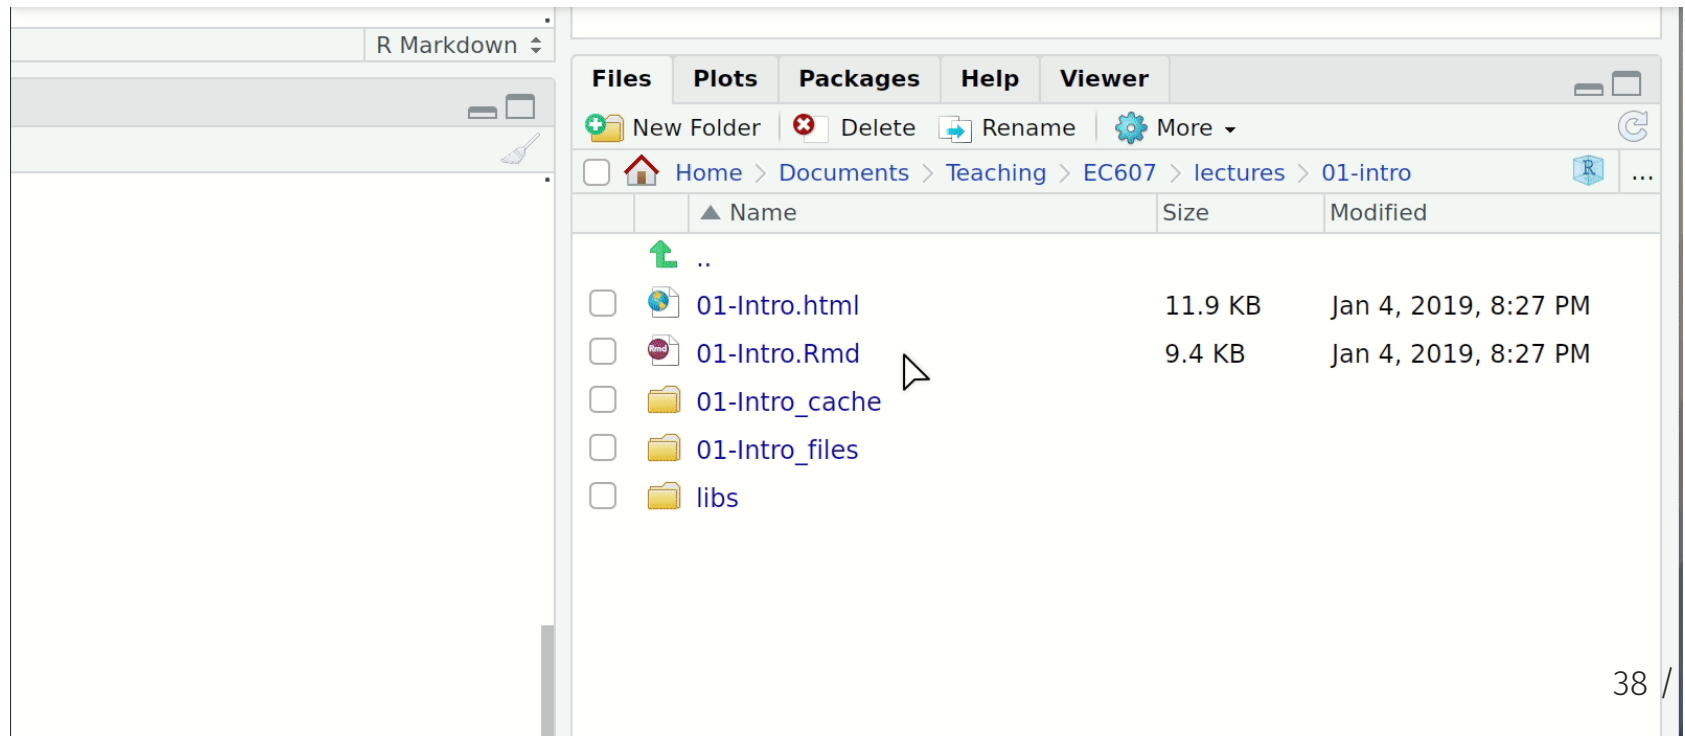 R Markdown
Files Plots Packages Help Viewer
New Folder Delete Rename More
Home > Documents > Teaching > EC607 > lectures > 01-intro R ...
Name Size Modified
..
01-Intro.html 11.9 KB Jan 4, 2019, 8:27 PM
Rmd 01-Intro.Rmd 9.4 KB Jan 4, 2019, 8:27 PM
01-Intro_cache
01-Intro_files
libs
38 /